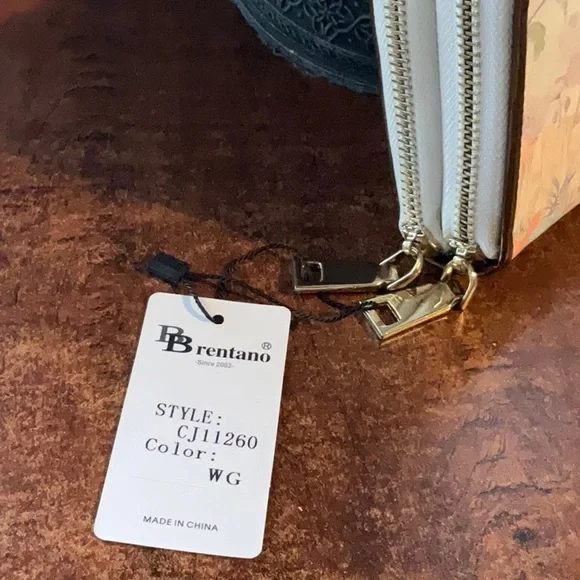 BBrentano®
-Since 2002-
STYLE:
CJ11260
Color:
WG
MADE IN CHINA